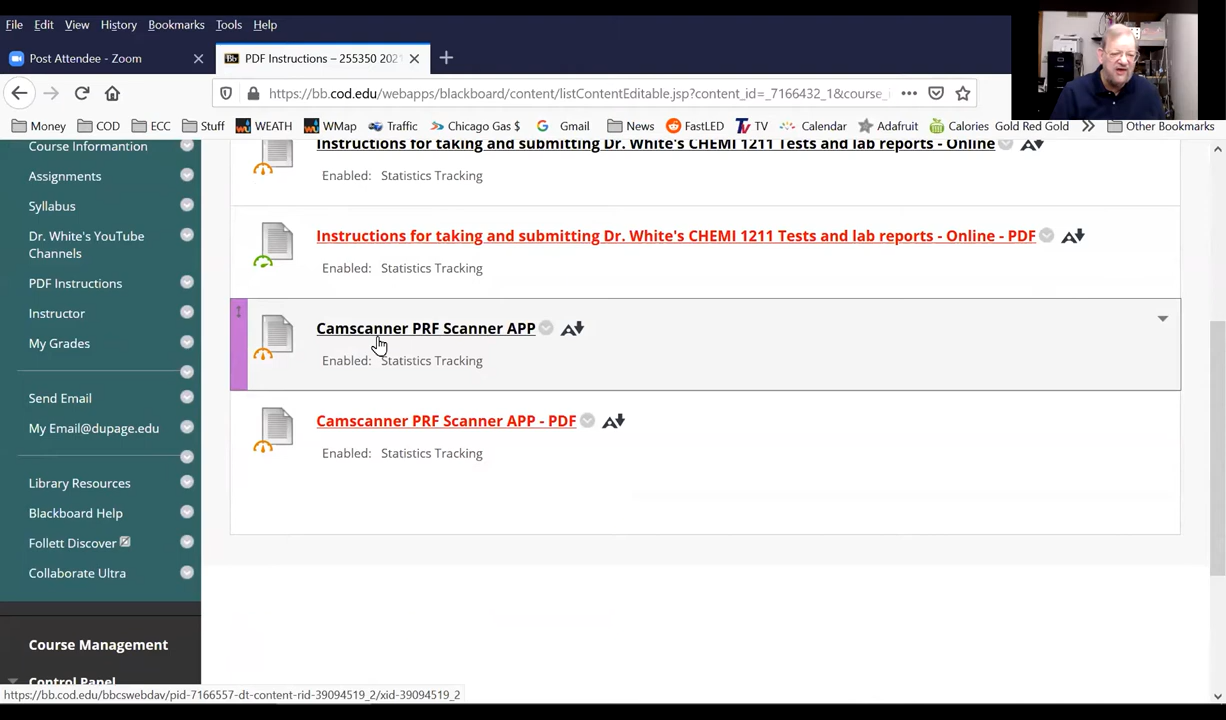 File Edit View History Bookmarks Tools Help
Post Attendee - Zoom
Bb PDF Instructions – 255350 2021
https://bb.cod.edu/webapps/blackboard/content/listContentEditable.jsp?content_id=_7166432_1&course_i
Money COD ECC Stuff WEATH WMap Traffic Chicago Gas $ Gmail News FastLED TV Calendar Adafruit Calories Gold Red Gold Other Bookmarks
Course Informantion
Assignments
Syllabus
Dr. White's YouTube
Channels
PDF Instructions
Instructor
My Grades
Send Email
My Email@dupage.edu
Library Resources
Blackboard Help
Follett Discover
Collaborate Ultra
Course Management
Control Panel
Instructions for taking and submitting Dr. White's CHEMI 1211 Tests and lab reports - Online
Enabled: Statistics Tracking
Instructions for taking and submitting Dr. White's CHEMI 1211 Tests and lab reports - Online - PDF
Enabled: Statistics Tracking
Camscanner PRF Scanner APP
Enabled: Statistics Tracking
Camscanner PRF Scanner APP - PDF
Enabled: Statistics Tracking
https://bb.cod.edu/bbcswebdav/pid-7166557-dt-content-rid-39094519_2/xid-39094519_2